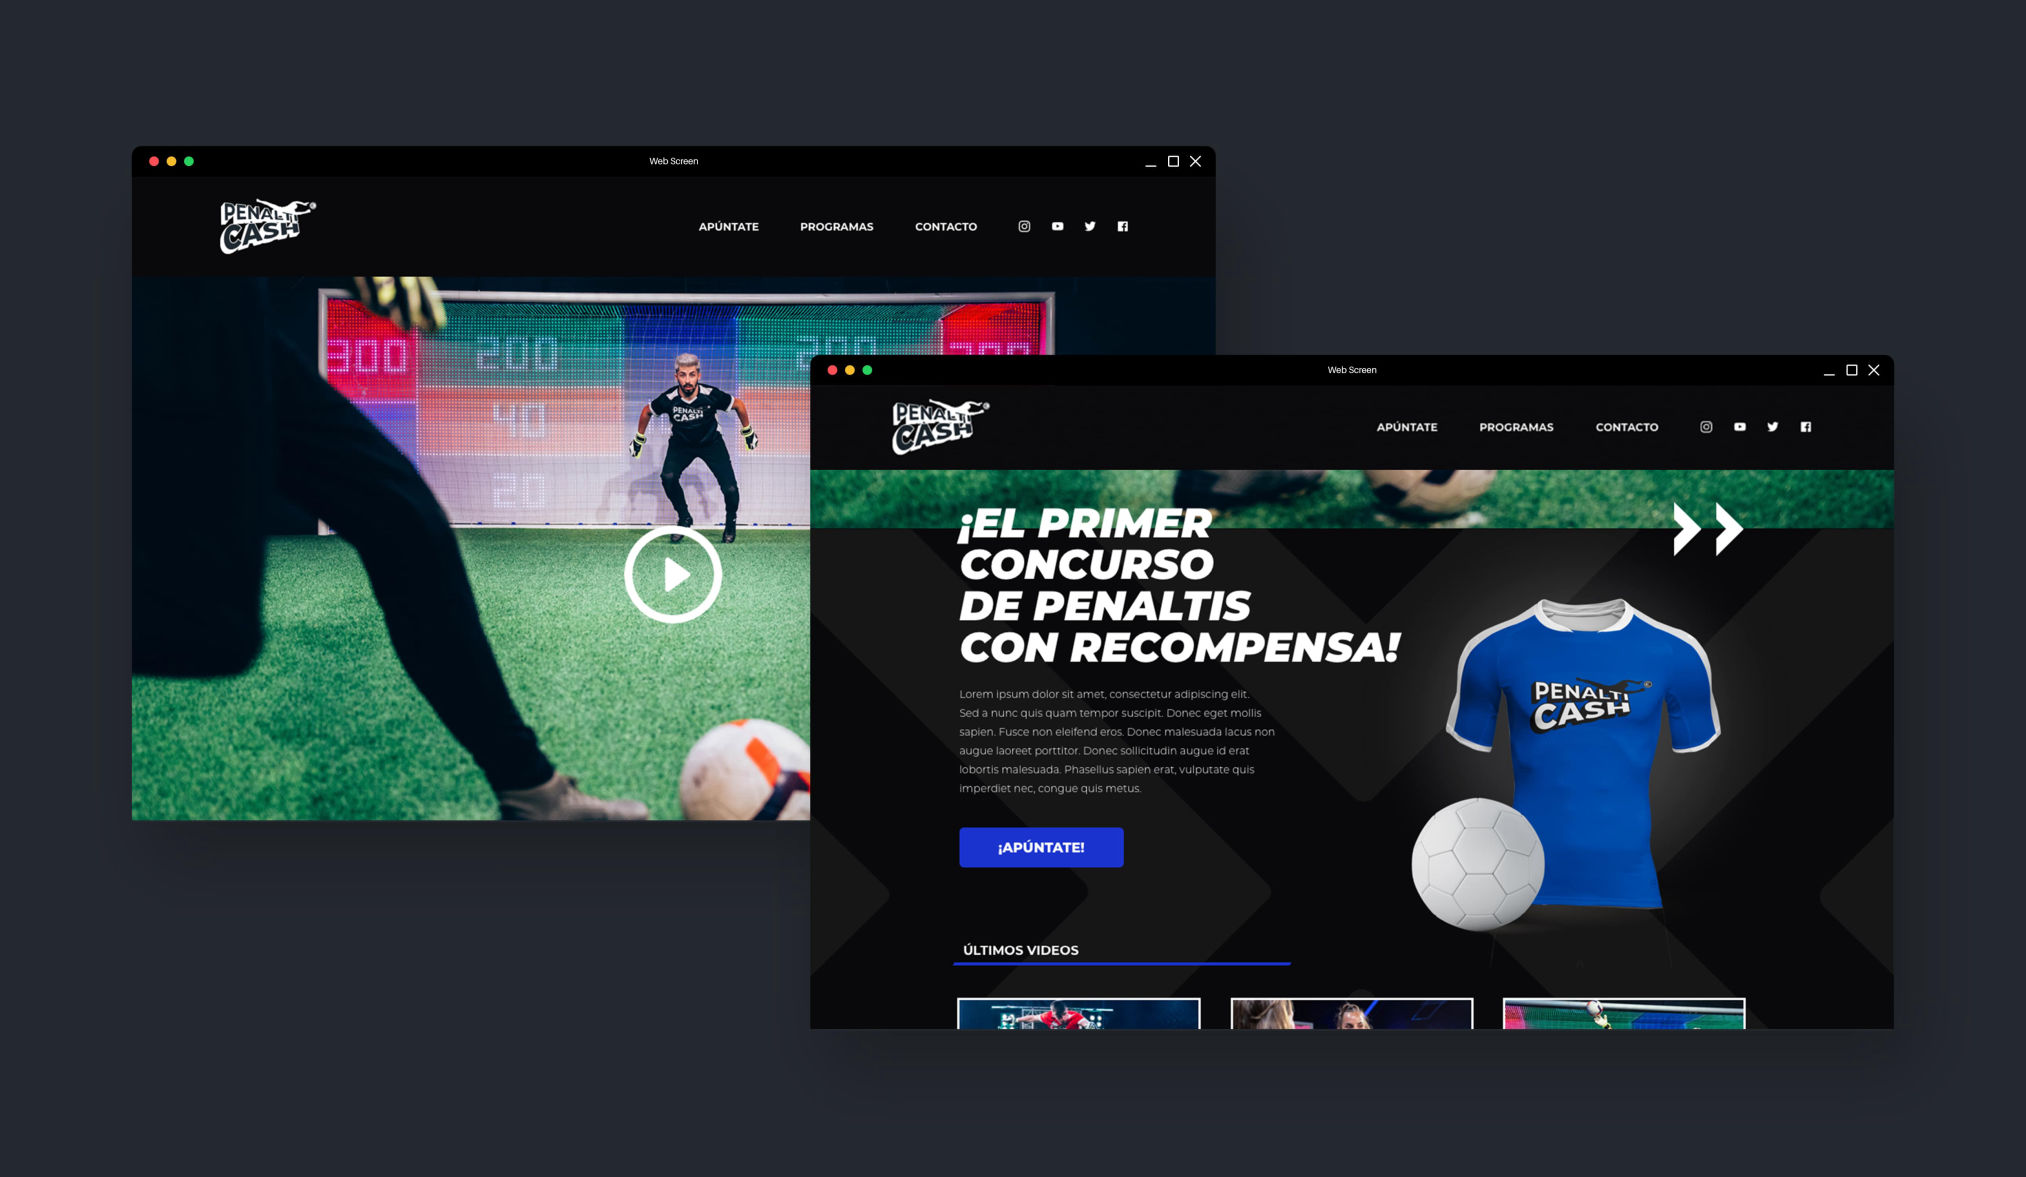 Web Screen
PENALTI
CASH
APÚNTATE
PROGRAMAS
CONTACTO
300
200
200
300
40
20
PENALTI
CASH
Web Screen
PENALTI
CASH
APÚNTATE
PROGRAMAS
CONTACTO
¡EL PRIMER
CONCURSO
DE PENALTIS
CON RECOMPENSA!
Lorem ipsum dolor sit amet, consectetur adipiscing elit.
Sed a nunc quis quam tempor suscipit. Donec eget mollis
sapien. Fusce non eleifend eros. Donec malesuada lacus non
augue laoreet porttitor. Donec sollicitudin augue id erat
lobortis malesuada. Phasellus sapien erat, vulputate quis
imperdiet nec, congue quis metus.
¡APÚNTATE!
PENALTI
CASH
ÚLTIMOS VIDEOS